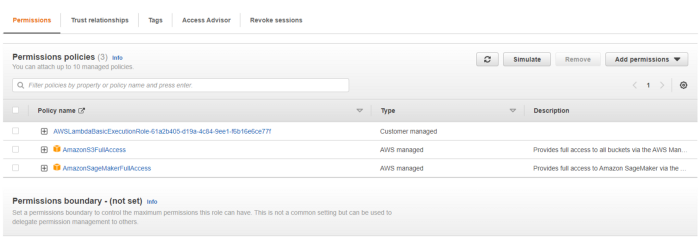 Permissions Trust relationships Tags Access Advisor Revoke sessions
Permissions policies (3) Info
You can attach up to 10 managed policies.
Simulate Remove Add permissions
Filter policies by property or policy name and press enter.
1
Policy name Type Description
AWSLambdaBasicExecutionRole-61a2b405-d19a-4c84-9ee1-f6b16e6ce77f Customer managed
AmazonS3FullAccess AWS managed Provides full access to all buckets via the AWS Man...
AmazonSageMakerFullAccess AWS managed Provides full access to Amazon SageMaker via the ...
Permissions boundary - (not set) Info
Set a permissions boundary to control the maximum permissions this role can have. This is not a common setting but can be used to
delegate permission management to others.